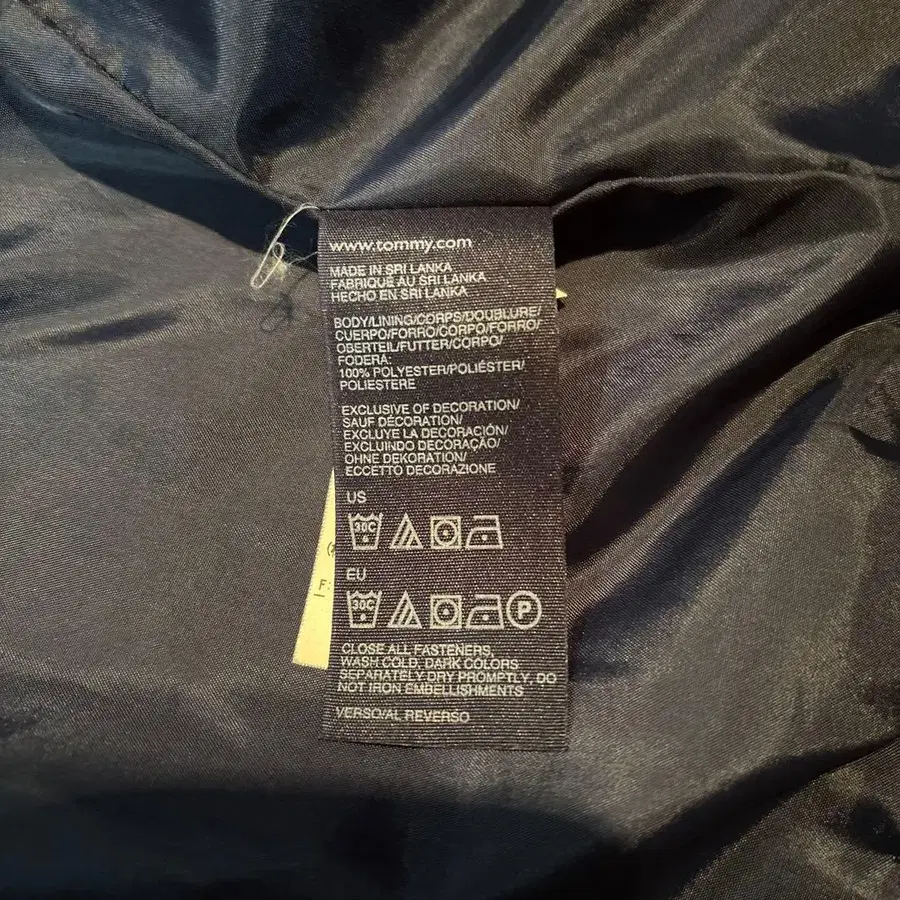 www.tommy.com
MADE IN SRI LANKA
FABRIQUÉ AU SRI LANKA
HECHO EN SRI LANKA
BODY/LINING/CORPS/DOUBLURE/
CUERPO/FORRO/CORPO/FORRO/
OBERTEIL/FUTTER/CORPO/
FODERA:
100% POLYESTER/POLIÉSTER/
POLIESTERE
EXCLUSIVE OF DECORATION/
SAUF DÉCORATION/
EXCLUYE LA DECORACIÓN/
EXCLUINDO DECORAÇÃO/
OHNE DEKORATION/
ECCETTO DECORAZIONE
US
30C
EU
30C P
CLOSE ALL FASTENERS,
WASH COLD, DARK COLORS
SEPARATELY DRY PROMPTLY, DO
NOT IRON EMBELLISHMENTS
VERSO/AL REVERSO
F: